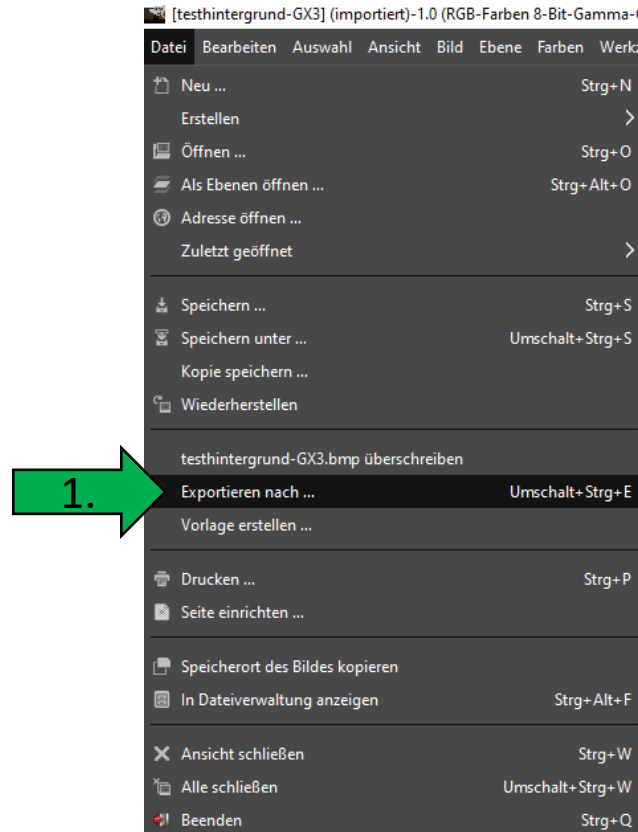 [testhintergrund-GX3] (importiert)-1.0 (RGB-Farben 8-Bit-Gamma-
Datei Bearbeiten Auswahl Ansicht Bild Ebene Farben Werkz
Neu ... Strg+N
Erstellen
Öffnen ... Strg+O
Als Ebenen öffnen ... Strg+Alt+O
Adresse öffnen ...
Zuletzt geöffnet
Speichern ... Strg+S
Speichern unter ... Umschalt+Strg+S
Kopie speichern ...
Wiederherstellen
testhintergrund-GX3.bmp überschreiben
1. Exportieren nach ... Umschalt+Strg+E
Vorlage erstellen ...
Drucken ... Strg+P
Seite einrichten ...
Speicherort des Bildes kopieren
In Dateiverwaltung anzeigen Strg+Alt+F
Ansicht schließen Strg+W
Alle schließen Umschalt+Strg+W
Beenden Strg+Q